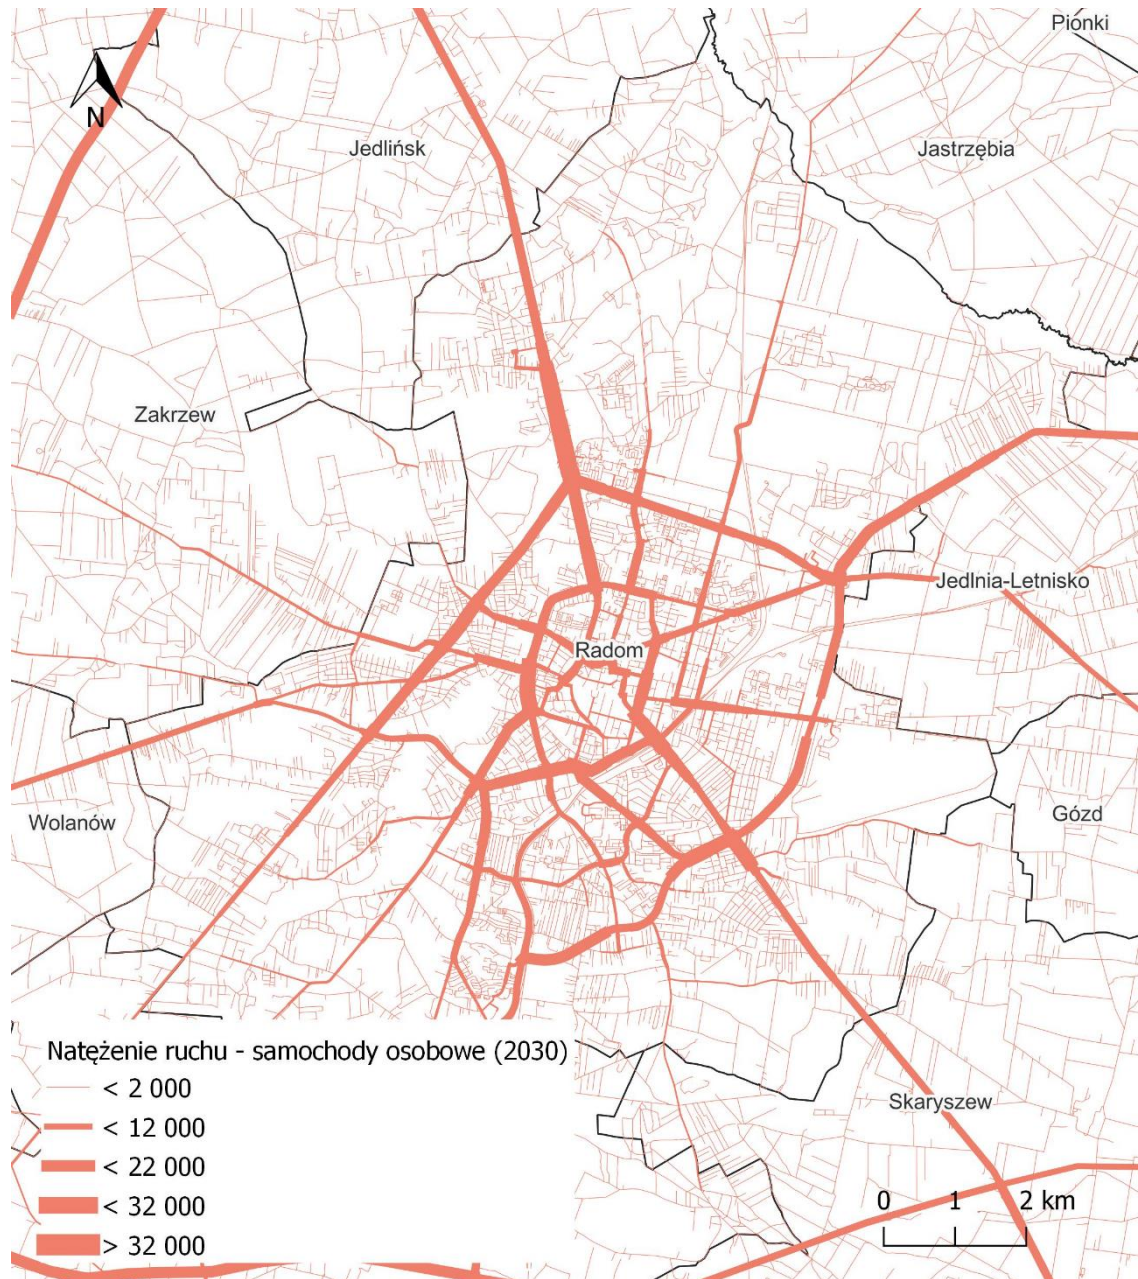 Pionki
N
Jedlińsk
Jastrzębia
Zakrzew
Jedlnia-Letnisko
Radom
Wolanów
Gózd
Natężenie ruchu - samochody osobowe (2030)
< 2 000
< 12 000
< 22 000
< 32 000
> 32 000
Skaryszew
0 1 2 km